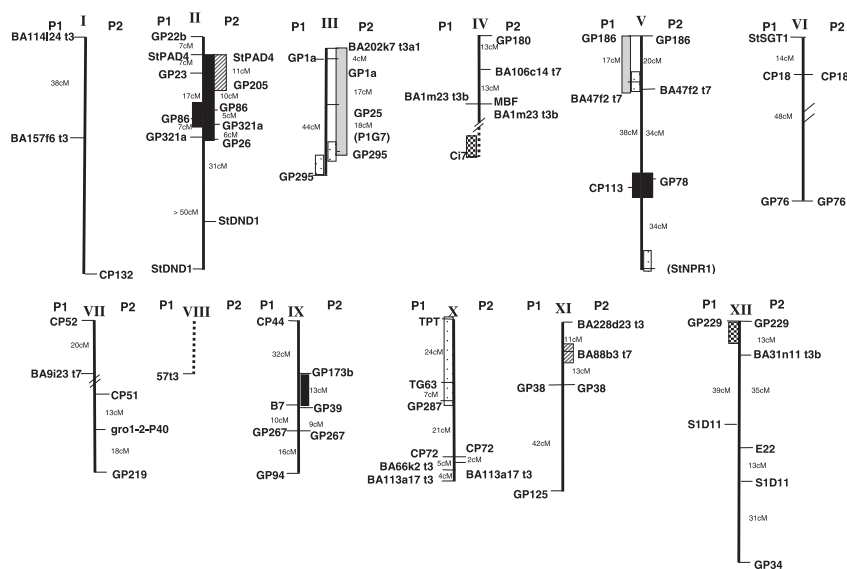 P1 I P2
BA114I24 t3
38cM
BA157f6 t3
CP132
P1 II P2
GP22b
7cM
StPAD4 StPAD4
7cM 11cM
GP23 GP205
17cM 10cM
GP86
5cM
GP86 GP321a
7cM 6cM
GP321a GP26
31cM
> 50cM
StDND1
StDND1
P1 III P2
BA202k7 t3a1
GP1a 4cM
GP1a
17cM
GP25
44cM 18cM
(P1G7)
GP295
GP295
P1 IV P2
GP180
13cM
BA106c14 t7
13cM
BA1m23 t3b MBF
BA1m23 t3b
Ci7
P1 V P2
GP186 GP186
17cM 20cM
BA47f2 t7 BA47f2 t7
38cM 34cM
CP113 GP78
34cM
(StNPR1)
P1 VI P2
StSGT1
14cM
CP18 CP18
48cM
GP76 GP76
P1 VII P2
CP52
20cM
BA9i23 t7
CP51
13cM
gro1-2-P40
18cM
GP219
P1 VIII P2
57t3
P1 IX P2
CP44
32cM
GP173b
13cM
B7 GP39
10cM 9cM
GP267 GP267
16cM
GP94
P1 X P2
TPT
24cM
TG63
7cM
GP287
21cM
CP72 CP72
2cM
BA66k2 t3 5cM
BA113a17 t3 4cM BA113a17 t3
P1 XI P2
BA228d23 t3
11cM
BA88b3 t7
13cM
GP38 GP38
42cM
GP125
P1 XII P2
GP229 GP229
13cM
BA31n11 t3b
39cM 35cM
S1D11
E22
13cM
S1D11
31cM
GP34